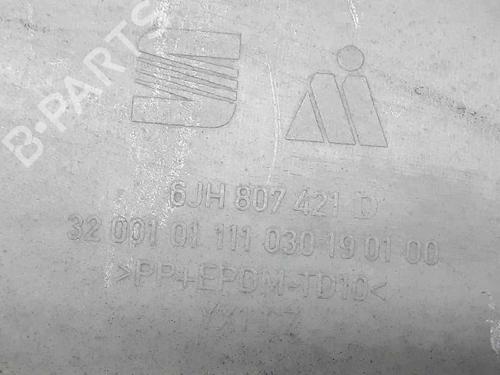 B-PARTS
6JH 807 421 D
32 001 01 111 030 19 01 00
>PP+EPDM-TD10<